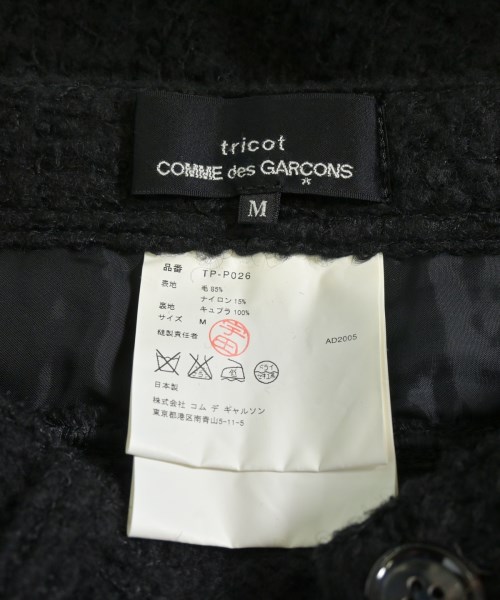 tricot
COMME des GARCONS
M
品番 TP-P026
表地 毛 85%
ナイロン 15%
裏地 キュプラ 100%
サイズ M
縫製責任者
AD2005
日本製
株式会社 コム デ ギャルソン
東京都港区南青山5-11-5